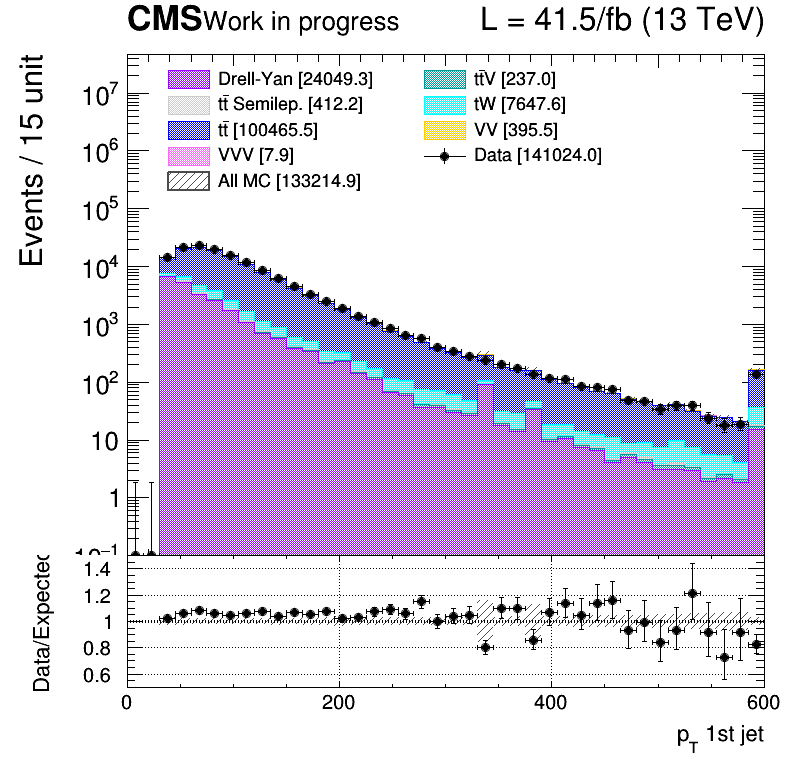 CMS Work in progress L = 41.5/fb (13 TeV)
Drell-Yan [24049.3]
tt̄ Semilep. [412.2]
tt̄ [100465.5]
VVV [7.9]
All MC [133214.9]
tt̄V [237.0]
tW [7647.6]
VV [395.5]
Data [141024.0]
Events / 15 unit
10⁷
10⁶
10⁵
10⁴
10³
10²
10
1
10⁻¹
Data/Expected
1.4
1.2
1
0.8
0.6
0 200 400 600
p_T 1st jet